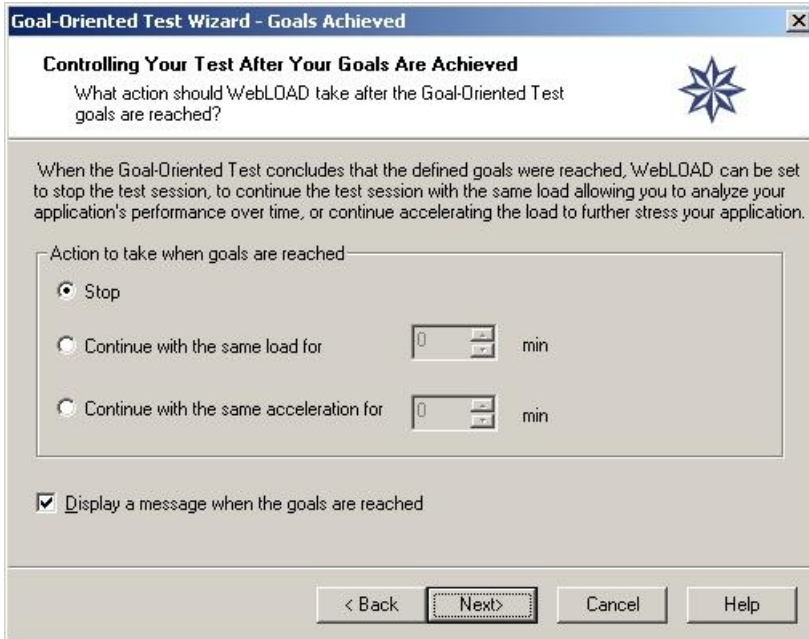 Goal-Oriented Test Wizard - Goals Achieved
Controlling Your Test After Your Goals Are Achieved
What action should WebLOAD take after the Goal-Oriented Test
goals are reached?
When the Goal-Oriented Test concludes that the defined goals were reached, WebLOAD can be set
to stop the test session, to continue the test session with the same load allowing you to analyze your
application's performance over time, or continue accelerating the load to further stress your application.
Action to take when goals are reached
Stop
Continue with the same load for 0 min
Continue with the same acceleration for 0 min
Display a message when the goals are reached
< Back Next> Cancel Help